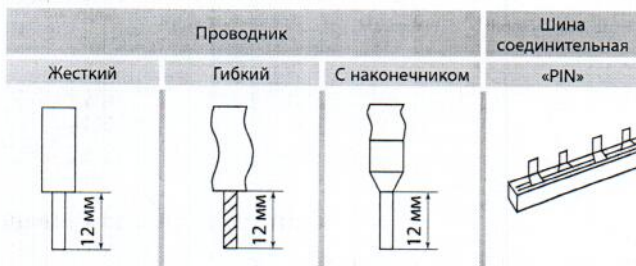 Проводник
Шина
соединительная
Жесткий
Гибкий
С наконечником
«PIN»
12 мм
12 мм
12 мм